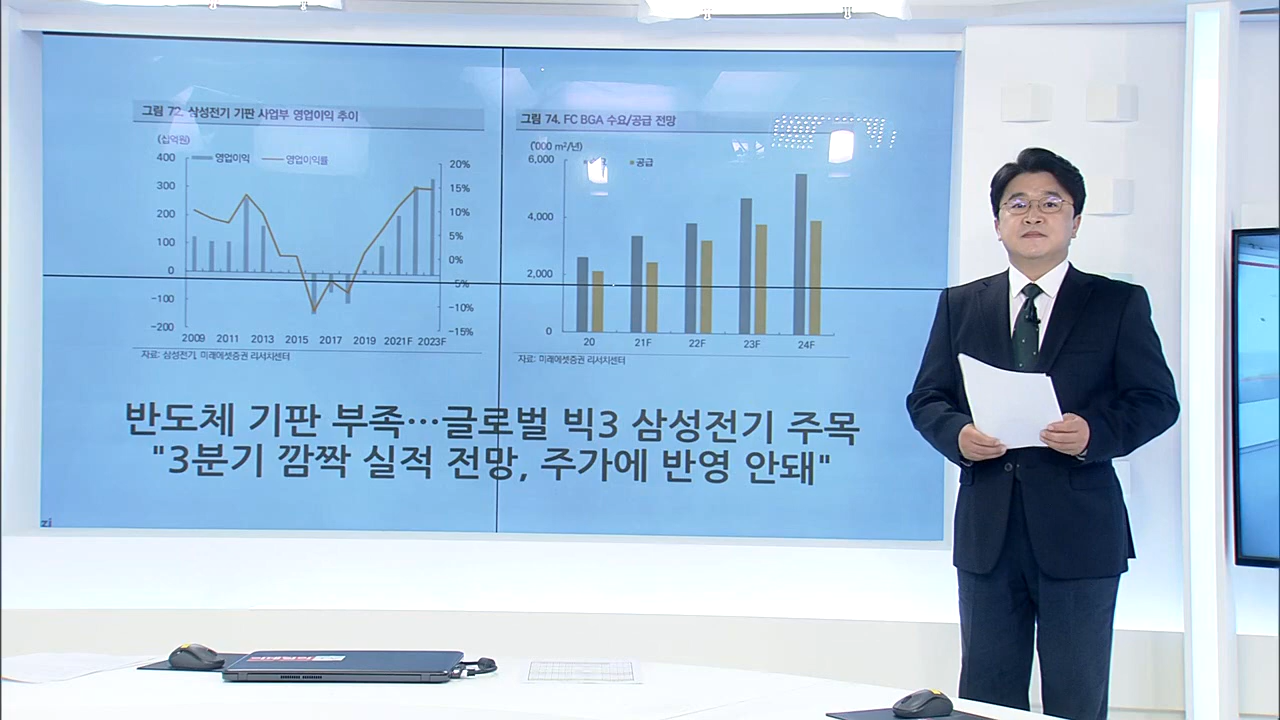 그림 72. 삼성전기 기판 사업부 영업이익 추이
(십억원)
영업이익 영업이익률
400
300
200
100
0
-100
-200
20%
15%
10%
5%
0%
-5%
-10%
-15%
2009 2011 2013 2015 2017 2019 2021F 2023F
자료: 삼성전기, 미래에셋증권 리서치센터
그림 74. FC BGA 수요/공급 전망
('000 m²/년)
공급
6,000
4,000
2,000
0
20 21F 22F 23F 24F
자료: 미래에셋증권 리서치센터
반도체 기판 부족…글로벌 빅3 삼성전기 주목
"3분기 깜짝 실적 전망, 주가에 반영 안돼"